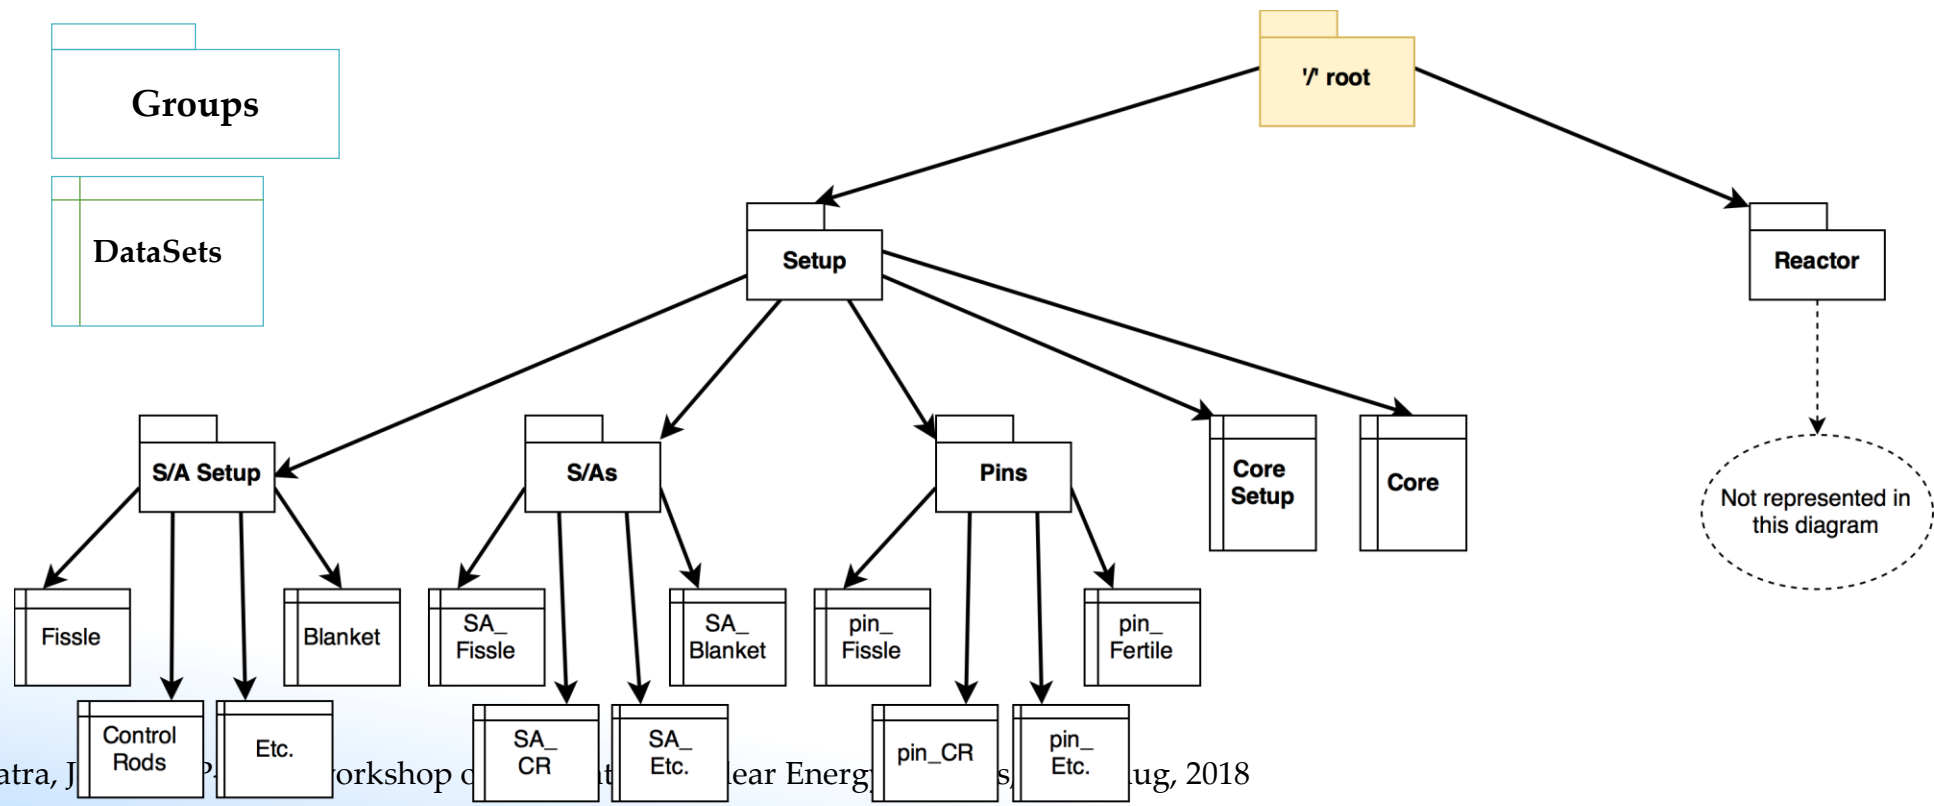 Groups
'/' root
DataSets
Setup
Reactor
S/A Setup
S/As
Pins
Core
Setup
Core
Not represented in
this diagram
Fissle
Blanket
SA_
Fissle
SA_
Blanket
pin_
Fissle
pin_
Fertile
Control
Rods
Etc.
SA_
CR
SA_
Etc.
pin_CR
pin_
Etc.
2018